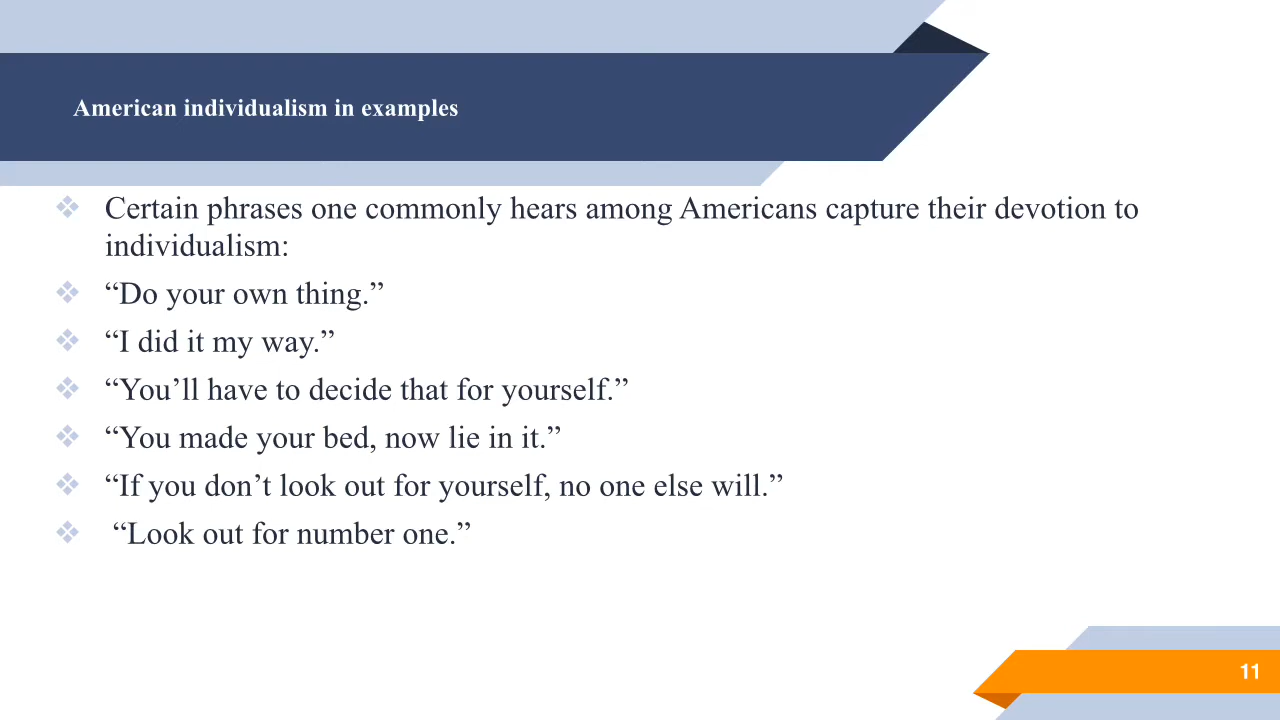 American individualism in examples
Certain phrases one commonly hears among Americans capture their devotion to
individualism:
“Do your own thing.”
“I did it my way.”
“You’ll have to decide that for yourself.”
“You made your bed, now lie in it.”
“If you don’t look out for yourself, no one else will.”
“Look out for number one.”
11